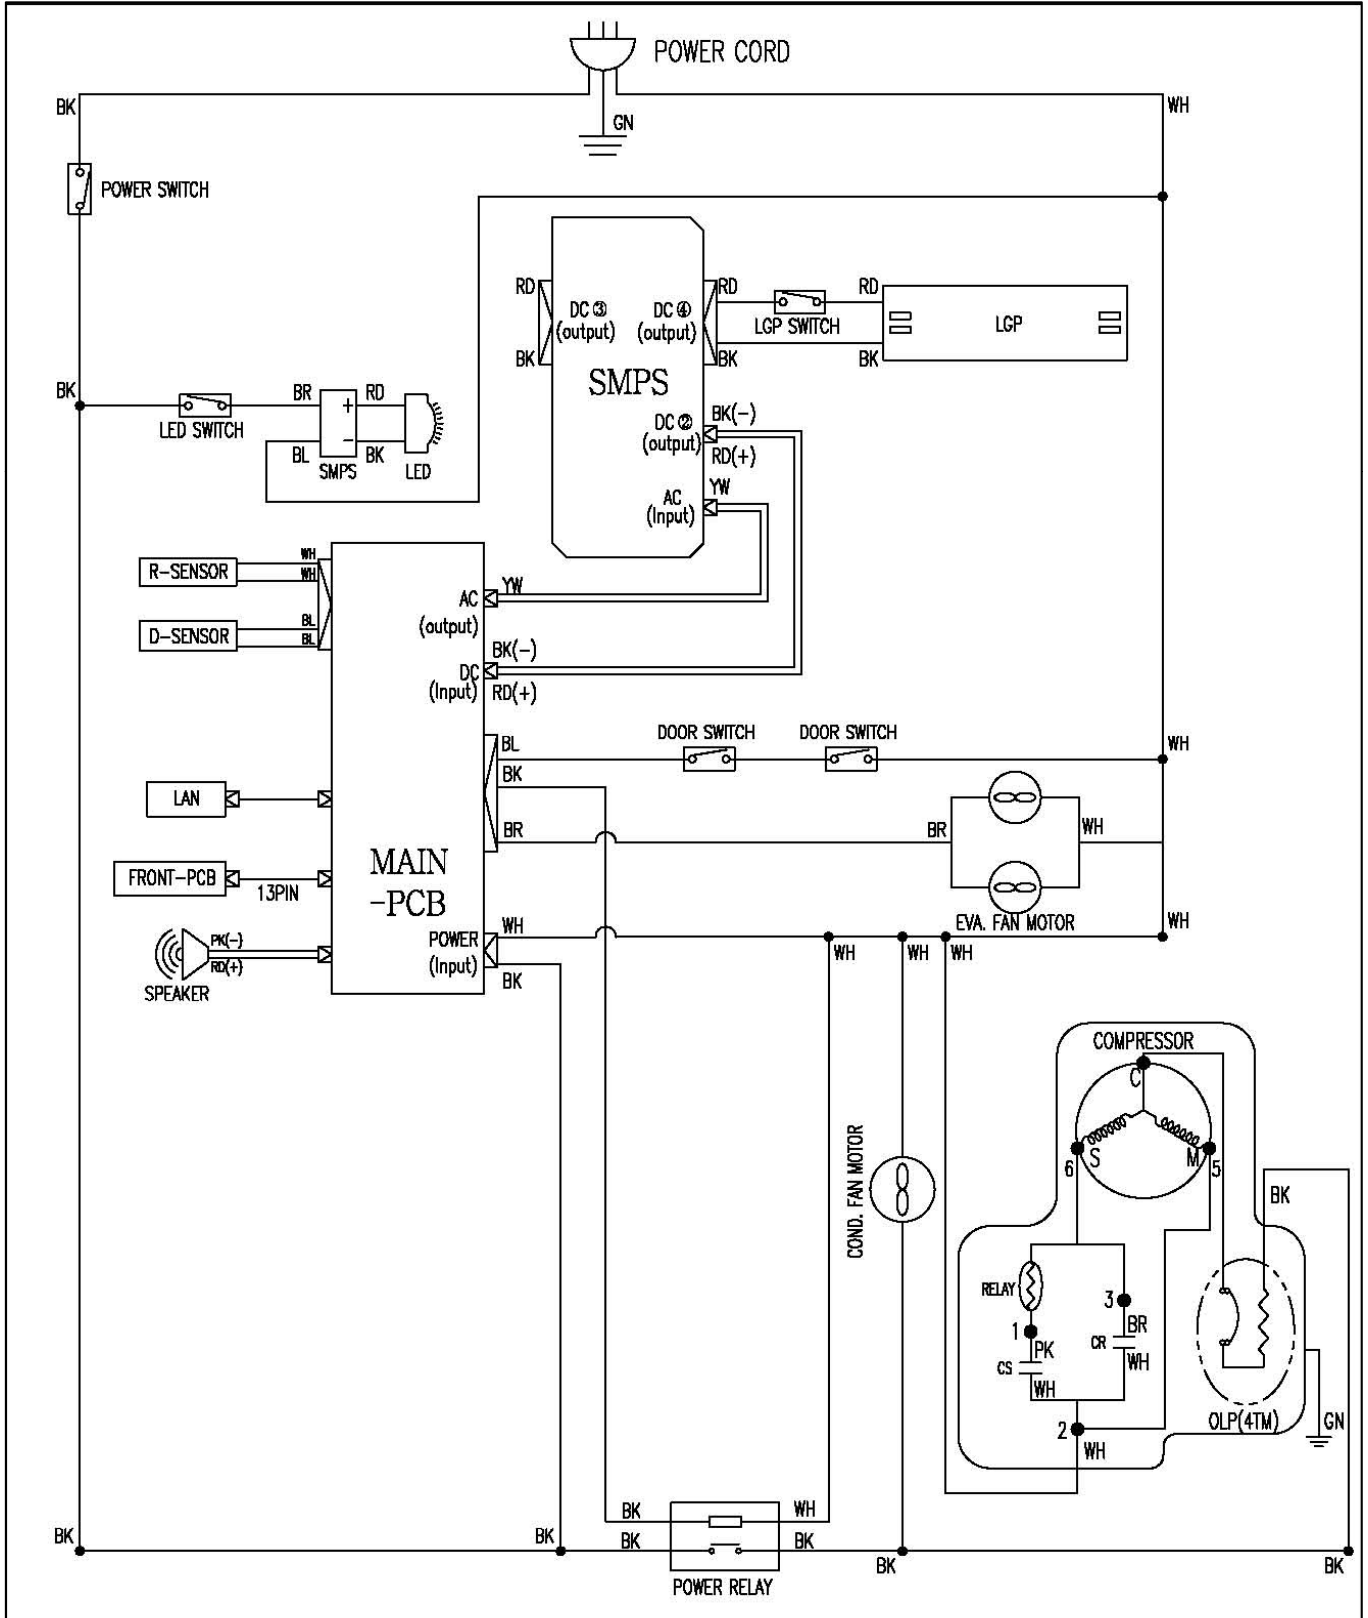 POWER CORD
BK
WH
GN
POWER SWITCH
RD
DC ③
(output)
BK
DC ④
(output)
RD
BK
LGP SWITCH
RD
BK
LGP
SMPS
BK
LED SWITCH
BR
BL
+
-
SMPS
RD
BK
LED
DC ②
(output)
BK(-)
RD(+)
AC
(Input)
YW
R-SENSOR
WH
WH
D-SENSOR
BL
BL
AC
(output)
YW
DC
(Input)
BK(-)
RD(+)
DOOR SWITCH
DOOR SWITCH
BL
BK
WH
LAN
BR
BR
WH
MAIN
-PCB
FRONT-PCB
13PIN
EVA. FAN MOTOR
WH
POWER
(Input)
WH
BK
WH
WH
WH
PK(-)
RD(+)
SPEAKER
COMPRESSOR
C
S
M
6
5
COND. FAN MOTOR
BK
RELAY
3
BR
1
PK
CR
WH
CS
WH
2
WH
OLP(4TM)
GN
BK
WH
BK
BK
BK
BK
BK
BK
POWER RELAY